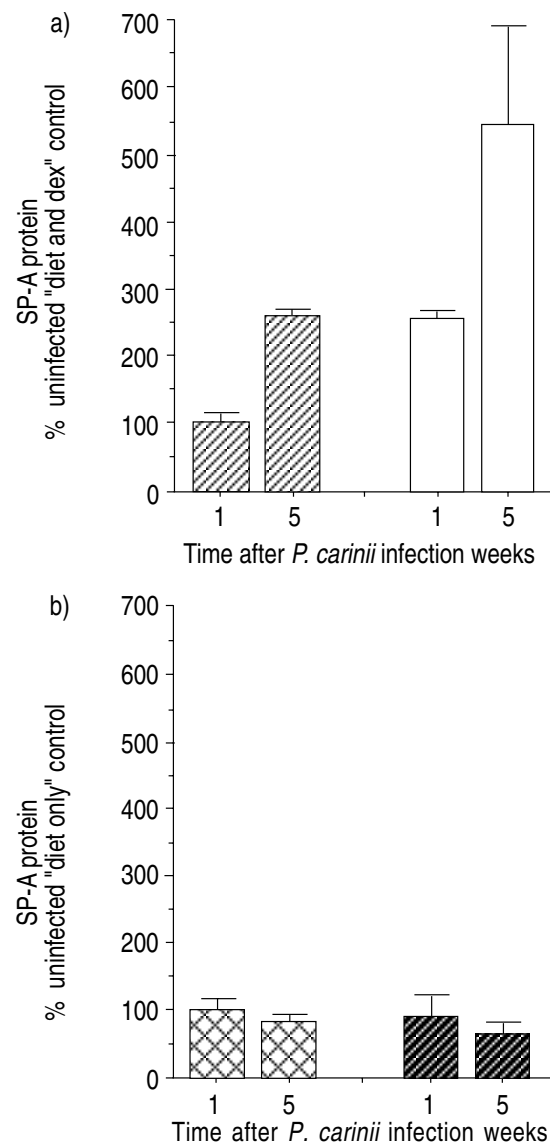 a)
SP-A protein
% uninfected "diet and dex" control
700
600
500
400
300
200
100
0
1 5 1 5
Time after P. carinii infection weeks
b)
SP-A protein
% uninfected "diet only" control
700
600
500
400
300
200
100
0
1 5 1 5
Time after P. carinii infection weeks